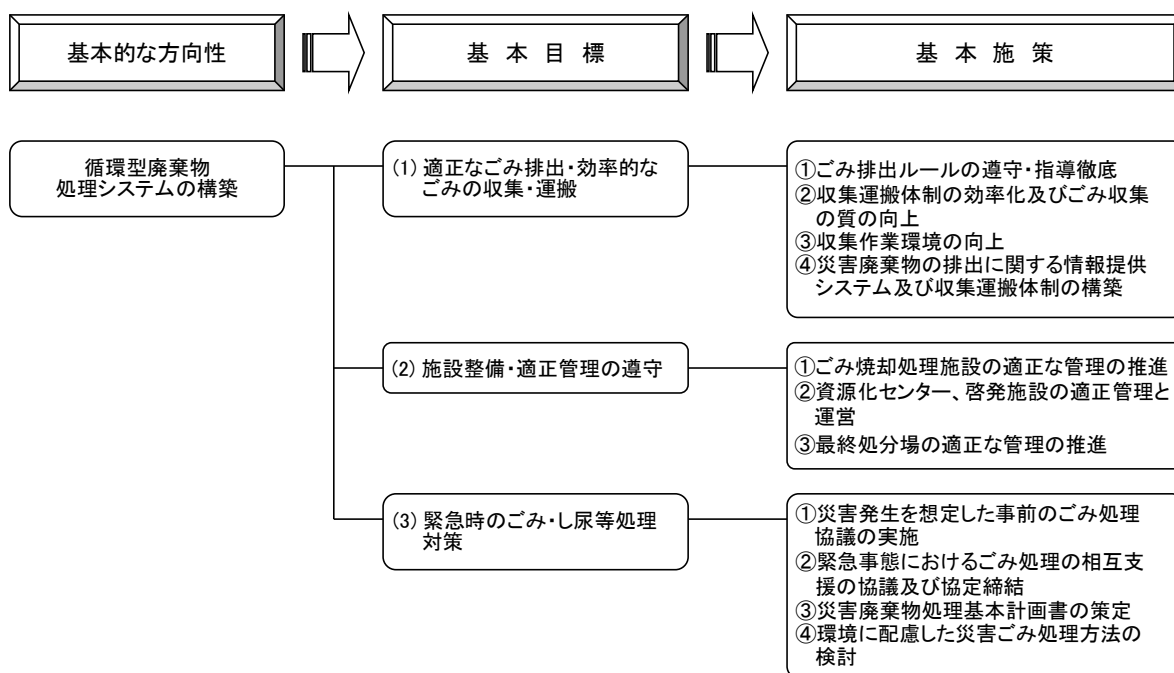 基本的な方向性
基 本 目 標
基 本 施 策
循環型廃棄物
処理システムの構築
(1) 適正なごみ排出・効率的な
ごみの収集・運搬
①ごみ排出ルールの遵守・指導徹底
②収集運搬体制の効率化及びごみ収集
の質の向上
③収集作業環境の向上
④災害廃棄物の排出に関する情報提供
システム及び収集運搬体制の構築
(2) 施設整備・適正管理の遵守
①ごみ焼却処理施設の適正な管理の推進
②資源化センター、啓発施設の適正管理と
運営
③最終処分場の適正な管理の推進
(3) 緊急時のごみ・し尿等処理
対策
①災害発生を想定した事前のごみ処理
協議の実施
②緊急事態におけるごみ処理の相互支
援の協議及び協定締結
③災害廃棄物処理基本計画書の策定
④環境に配慮した災害ごみ処理方法の
検討